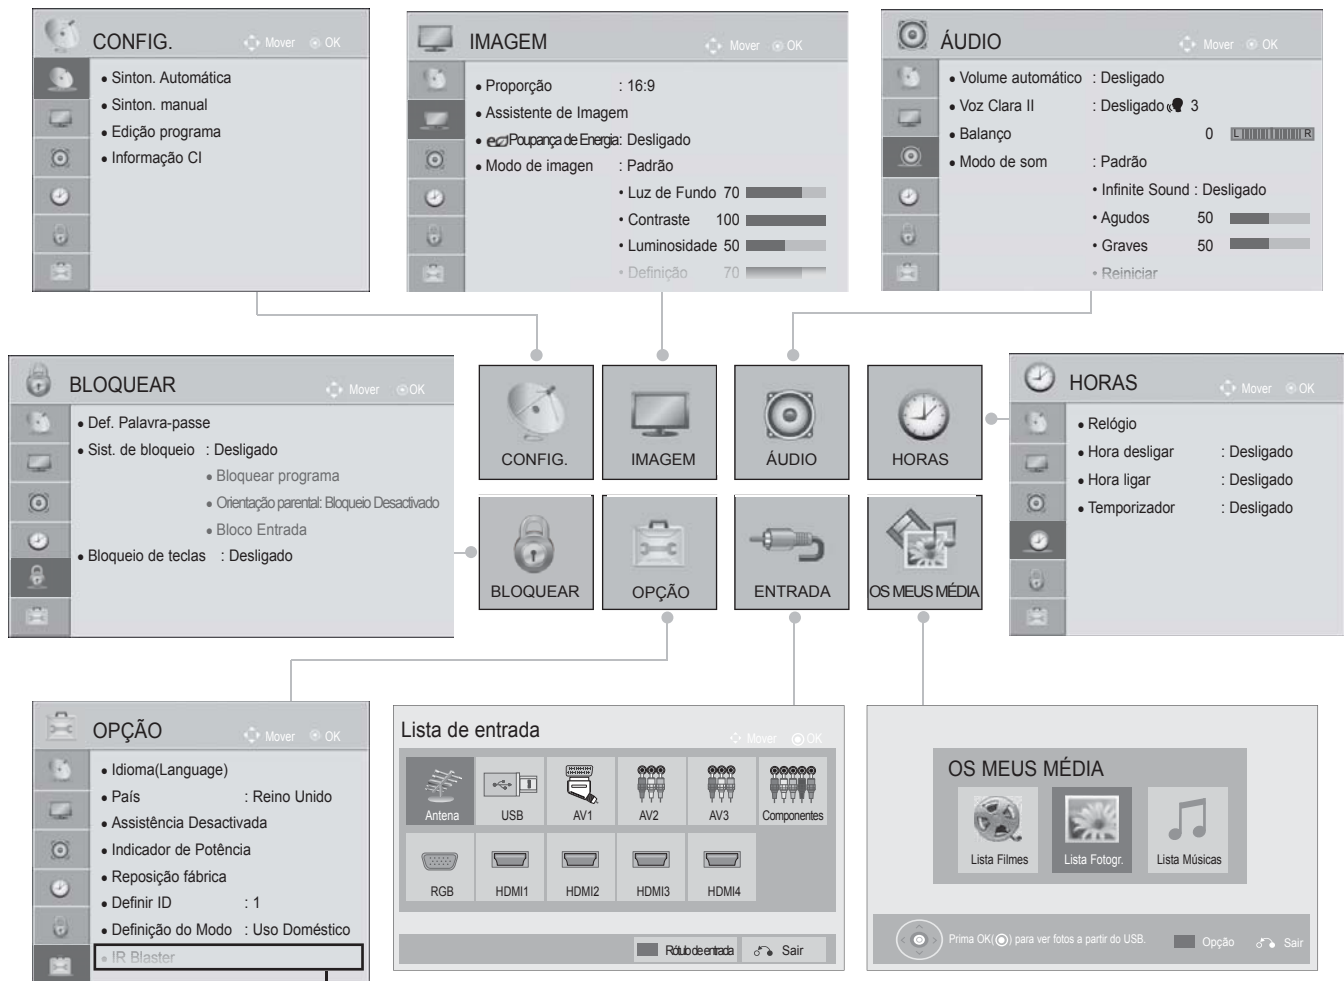 CONFIG.
Mover OK
• Sinton. Automática
• Sinton. manual
• Edição programa
• Informação CI
IMAGEM
Mover OK
• Proporção : 16:9
• Assistente de Imagem
• Poupança de Energia: Desligado
• Modo de imagen : Padrão
• Luz de Fundo 70
• Contraste 100
• Luminosidade 50
• Definição 70
ÁUDIO
Mover OK
• Volume automático : Desligado
• Voz Clara II : Desligado 3
• Balanço 0 L R
• Modo de som : Padrão
• Infinite Sound : Desligado
• Agudos 50
• Graves 50
• Reiniciar
BLOQUEAR
Mover OK
• Def. Palavra-passe
• Sist. de bloqueio : Desligado
• Bloquear programa
• Orientação parental: Bloqueio Desactivado
• Bloco Entrada
• Bloqueio de teclas : Desligado
CONFIG.
IMAGEM
ÁUDIO
HORAS
BLOQUEAR
OPÇÃO
ENTRADA
OS MEUS MÉDIA
HORAS
Mover OK
• Relógio
• Hora desligar : Desligado
• Hora ligar : Desligado
• Temporizador : Desligado
OPÇÃO
Mover OK
• Idioma(Language)
• País : Reino Unido
• Assistência Desactivada
• Indicador de Potência
• Reposição fábrica
• Definir ID : 1
• Definição do Modo : Uso Doméstico
• IR Blaster
Lista de entrada
Mover OK
Antena
USB
AV1
AV2
AV3
Componentes
RGB
HDMI1
HDMI2
HDMI3
HDMI4
Rótulo de entrada
Sair
OS MEUS MÉDIA
Lista Filmes
Lista Fotogr.
Lista Músicas
Prima OK( ) para ver fotos a partir do USB.
Opção
Sair